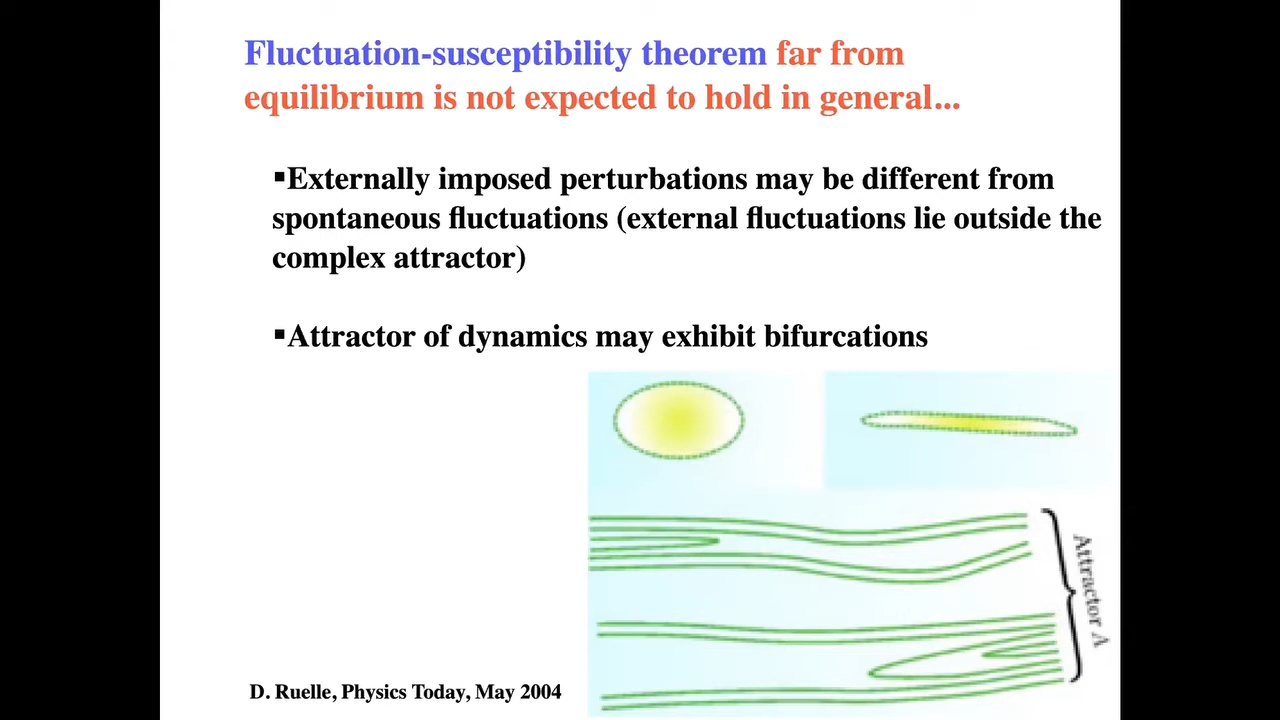 Fluctuation-susceptibility theorem far from
equilibrium is not expected to hold in general...
▪Externally imposed perturbations may be different from
spontaneous fluctuations (external fluctuations lie outside the
complex attractor)
▪Attractor of dynamics may exhibit bifurcations
Attractor A
D. Ruelle, Physics Today, May 2004